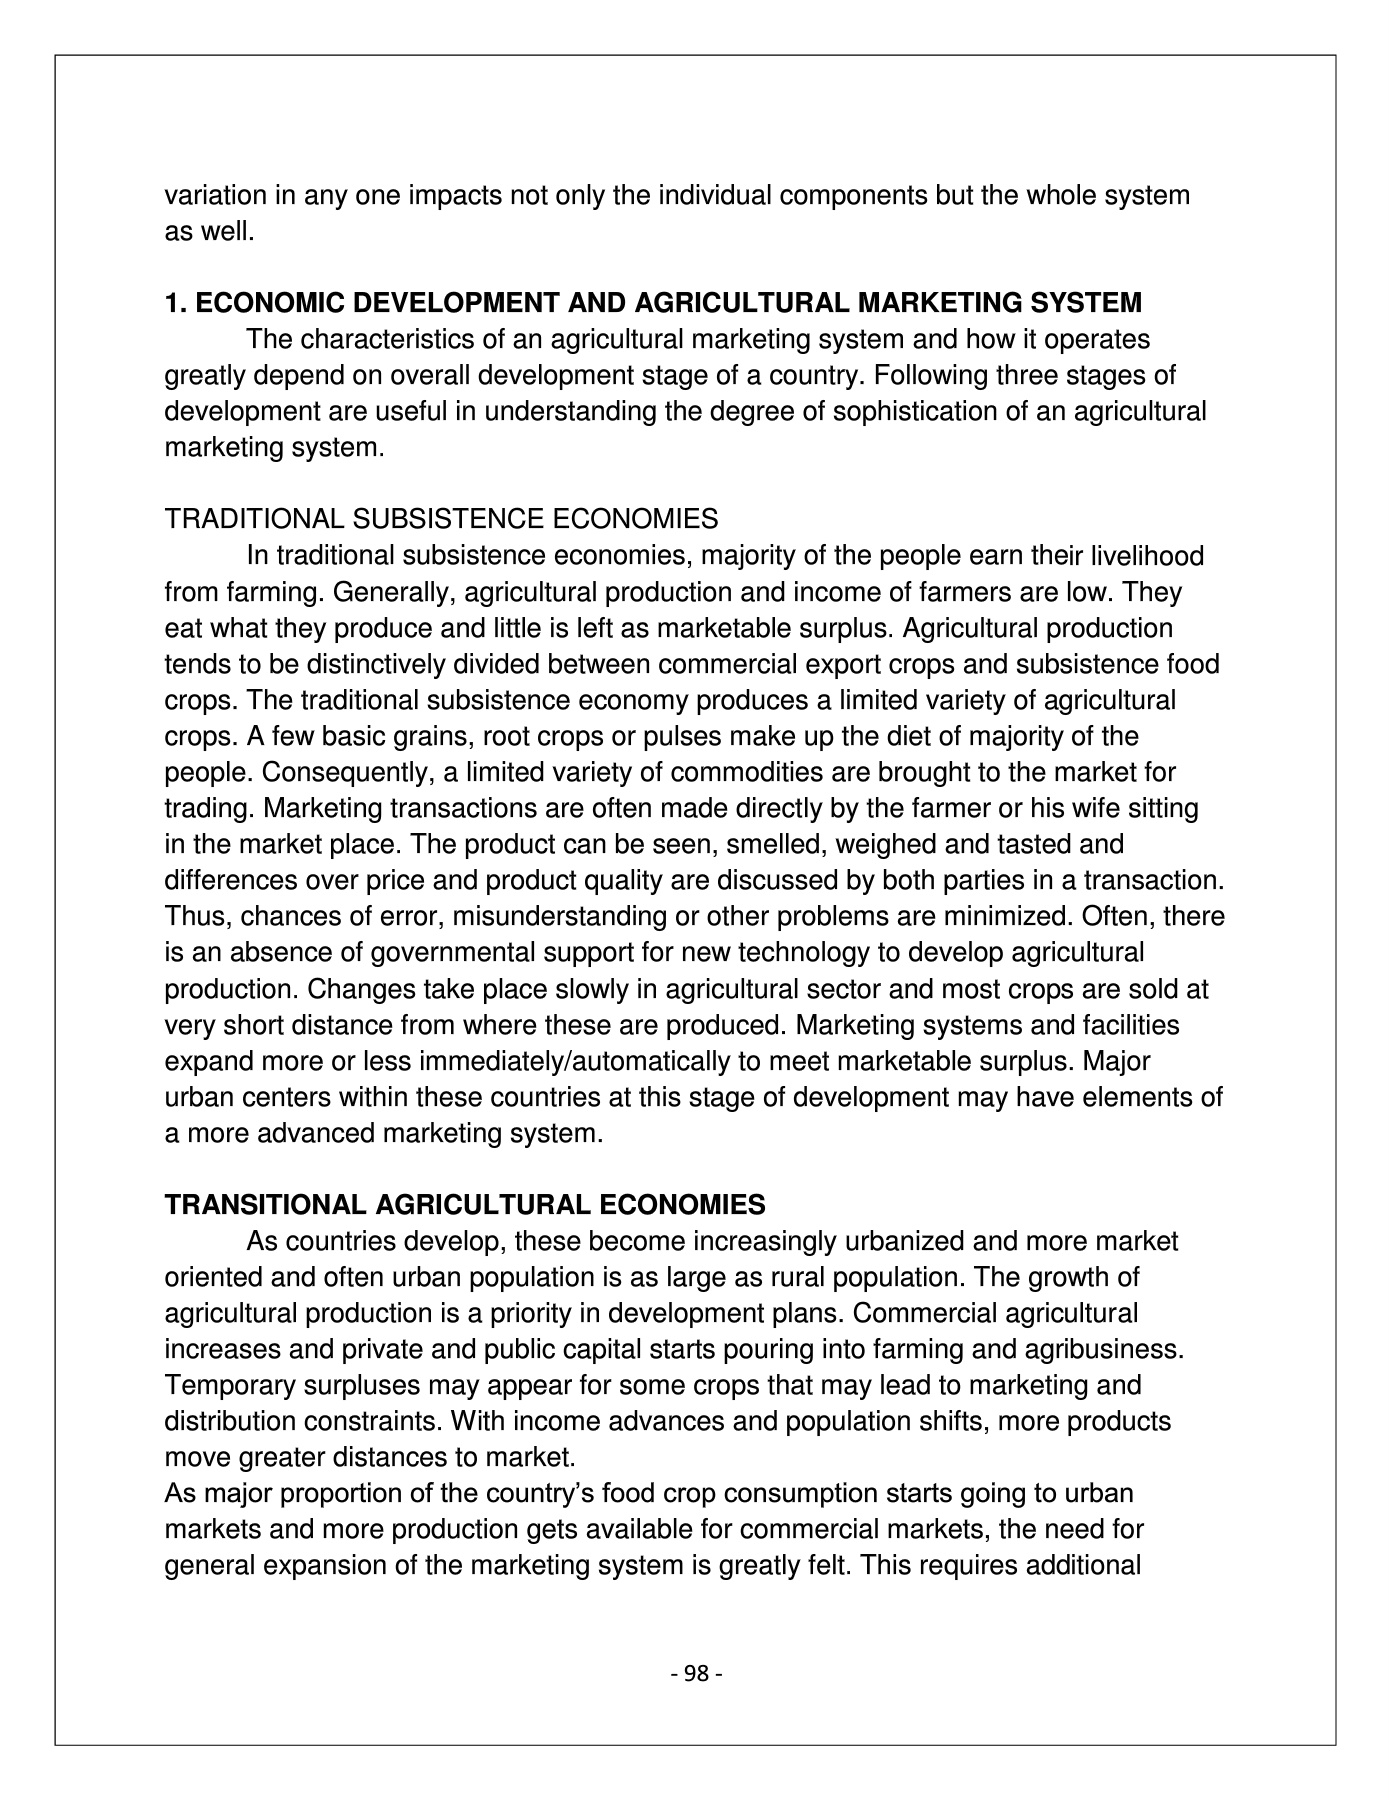 variation in any one impacts not only the individual components but the whole system
as well.
1. ECONOMIC DEVELOPMENT AND AGRICULTURAL MARKETING SYSTEM
The characteristics of an agricultural marketing system and how it operates
greatly depend on overall development stage of a country. Following three stages of
development are useful in understanding the degree of sophistication of an agricultural
marketing system.
TRADITIONAL SUBSISTENCE ECONOMIES
In traditional subsistence economies, majority of the people earn their livelihood
from farming. Generally, agricultural production and income of farmers are low. They
eat what they produce and little is left as marketable surplus. Agricultural production
tends to be distinctively divided between commercial export crops and subsistence food
crops. The traditional subsistence economy produces a limited variety of agricultural
crops. A few basic grains, root crops or pulses make up the diet of majority of the
people. Consequently, a limited variety of commodities are brought to the market for
trading. Marketing transactions are often made directly by the farmer or his wife sitting
in the market place. The product can be seen, smelled, weighed and tasted and
differences over price and product quality are discussed by both parties in a transaction.
Thus, chances of error, misunderstanding or other problems are minimized. Often, there
is an absence of governmental support for new technology to develop agricultural
production. Changes take place slowly in agricultural sector and most crops are sold at
very short distance from where these are produced. Marketing systems and facilities
expand more or less immediately/automatically to meet marketable surplus. Major
urban centers within these countries at this stage of development may have elements of
a more advanced marketing system.
TRANSITIONAL AGRICULTURAL ECONOMIES
As countries develop, these become increasingly urbanized and more market
oriented and often urban population is as large as rural population. The growth of
agricultural production is a priority in development plans. Commercial agricultural
increases and private and public capital starts pouring into farming and agribusiness.
Temporary surpluses may appear for some crops that may lead to marketing and
distribution constraints. With income advances and population shifts, more products
move greater distances to market.
As major proportion of the country’s food crop consumption starts going to urban
markets and more production gets available for commercial markets, the need for
general expansion of the marketing system is greatly felt. This requires additional
- 98 -